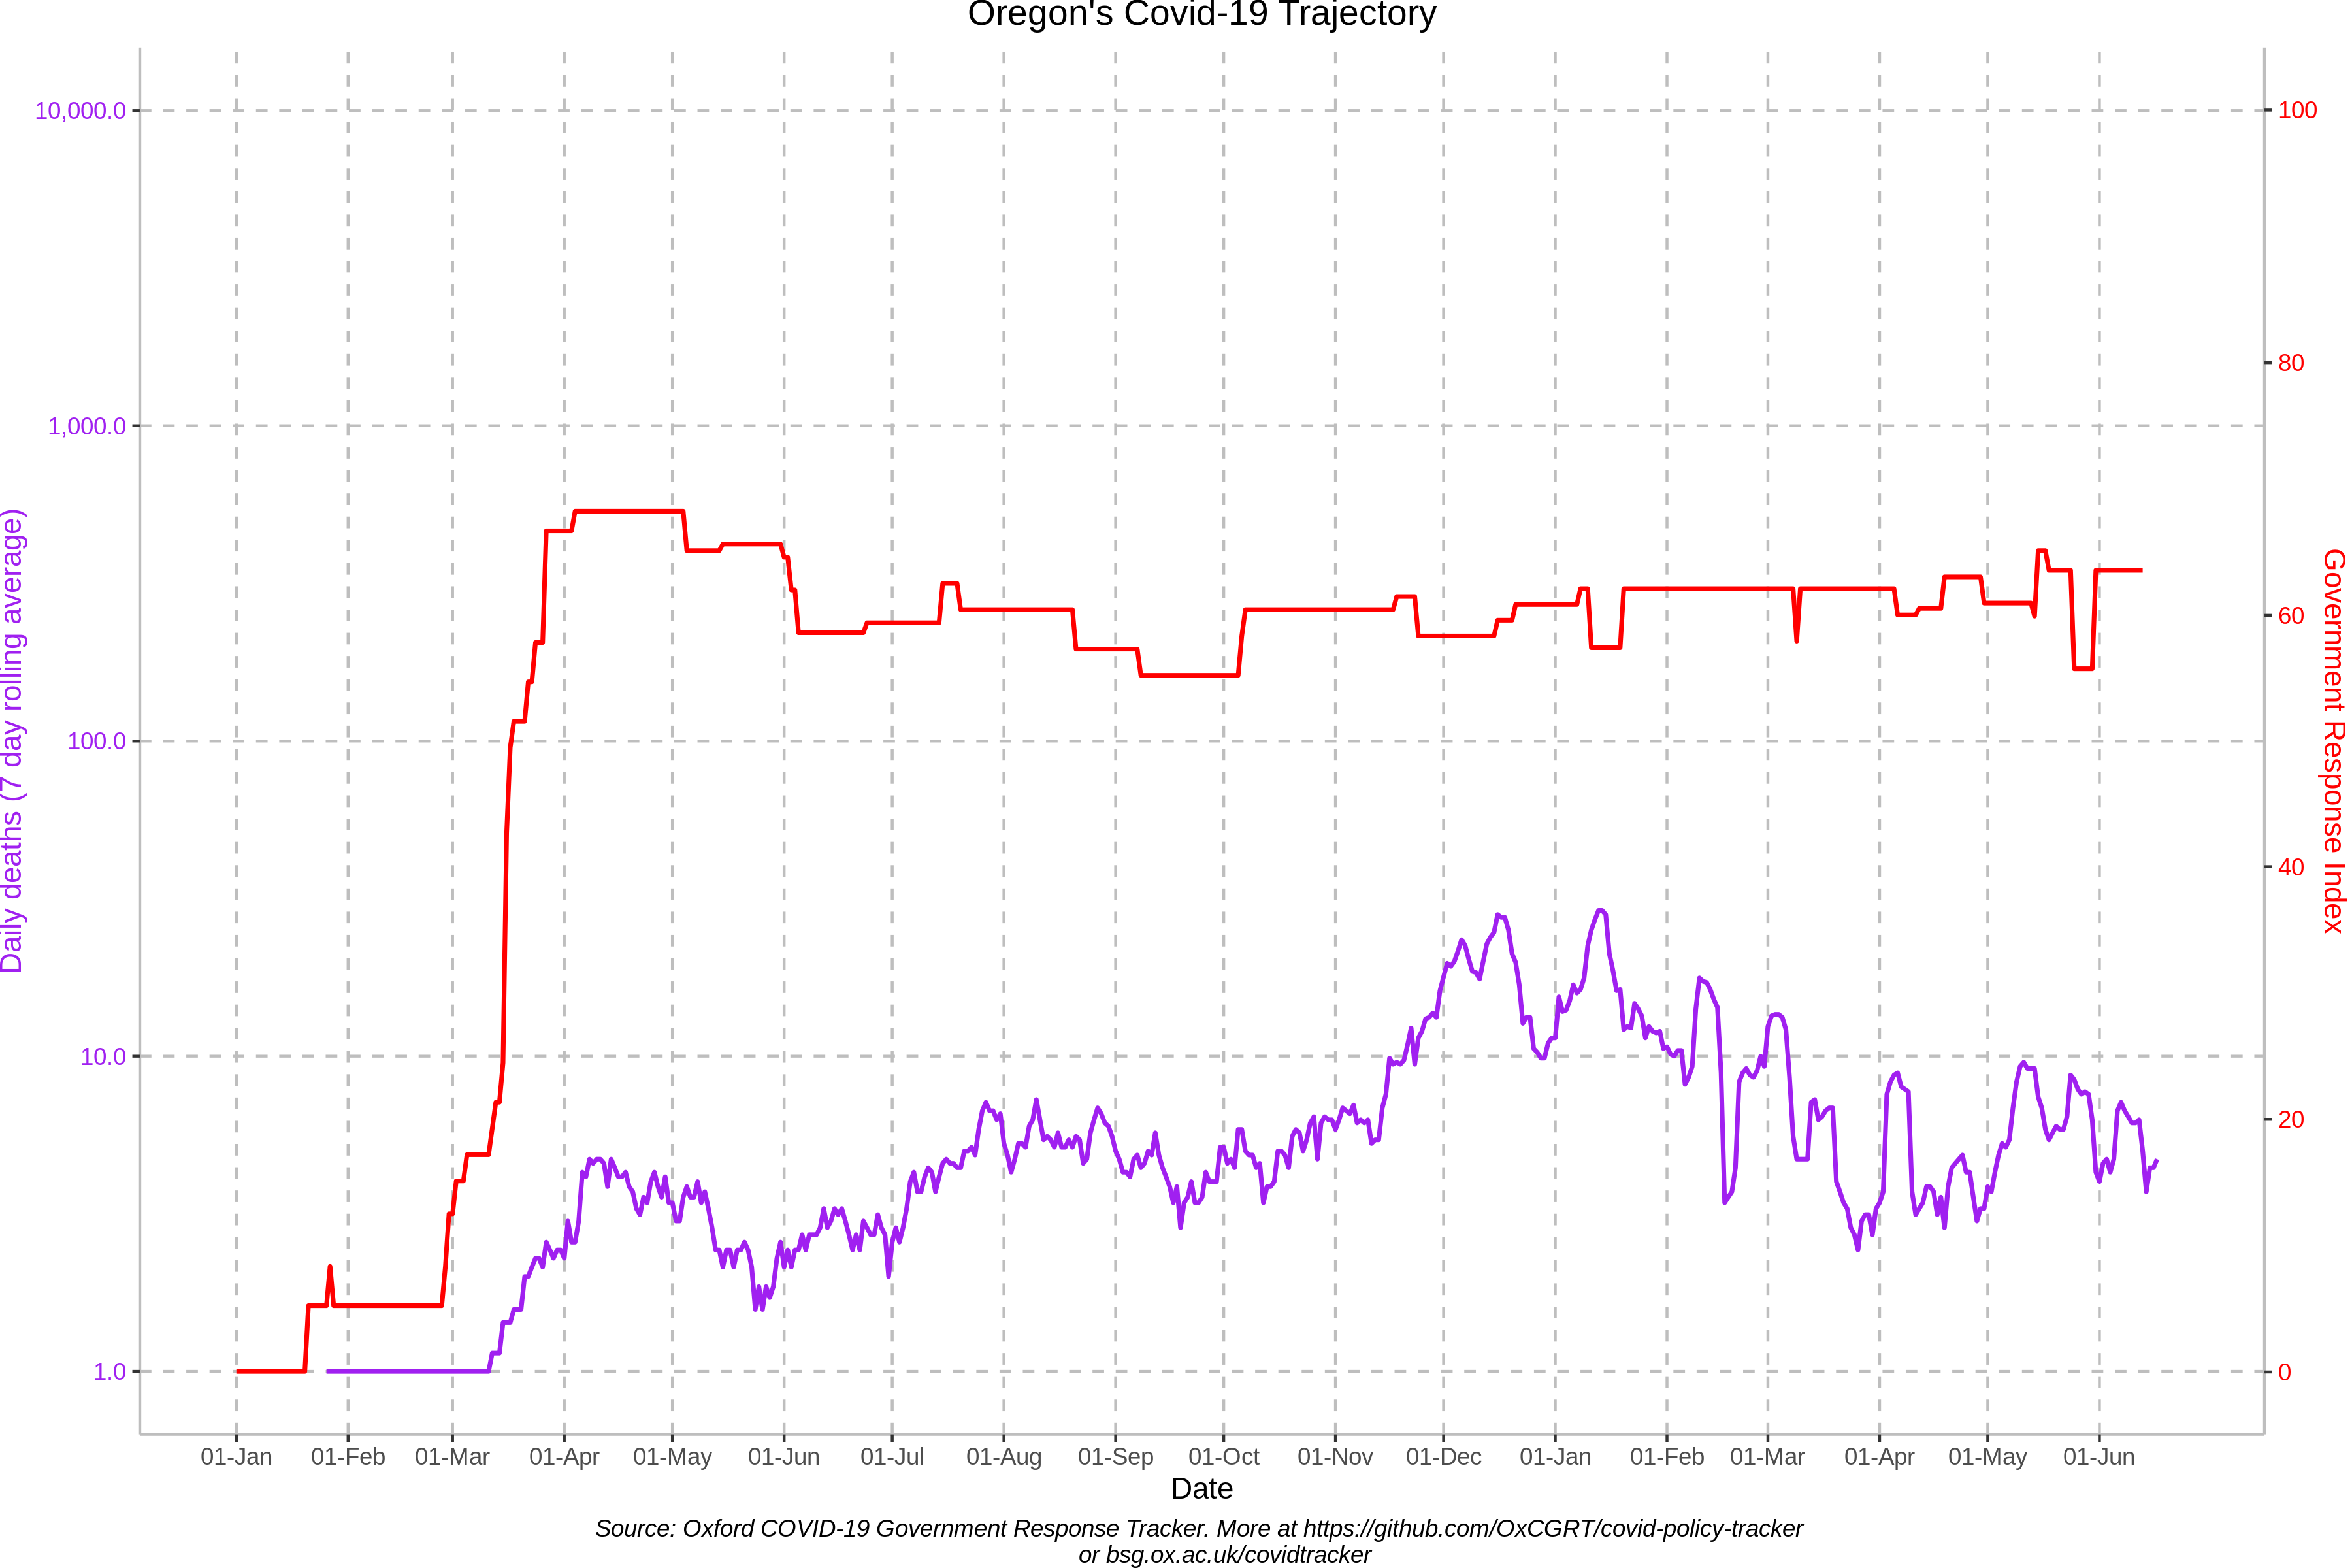 Oregon's Covid-19 Trajectory
10,000.0
1,000.0
100.0
10.0
1.0
Daily deaths (7 day rolling average)
100
80
60
40
20
0
Government Response Index
01-Jan 01-Feb 01-Mar 01-Apr 01-May 01-Jun 01-Jul 01-Aug 01-Sep 01-Oct 01-Nov 01-Dec 01-Jan 01-Feb 01-Mar 01-Apr 01-May 01-Jun
Date
Source: Oxford COVID-19 Government Response Tracker. More at https://github.com/OxCGRT/covid-policy-tracker
or bsg.ox.ac.uk/covidtracker